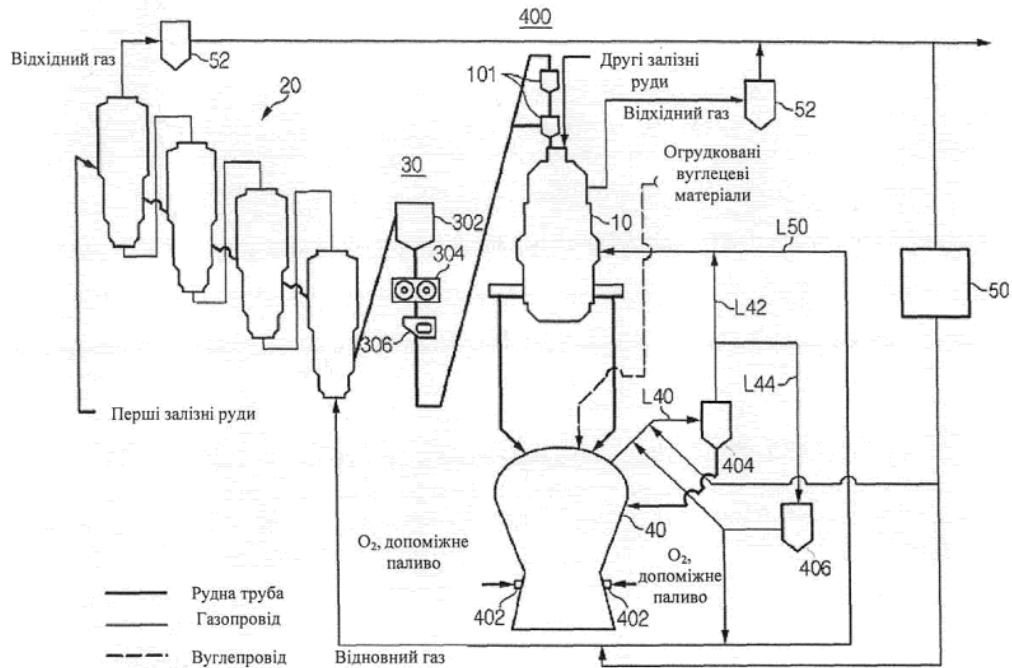 400
Відхідний газ
52
20
101
Другі залізні
руди
Відхідний газ
52
30
Огрудковані
вуглецеві
матеріали
302
10
L50
304
50
L42
306
L44
L40
Перші залізні руди
404
40
O₂, допоміжне
паливо
O₂,
допоміжне
паливо
406
402
402
Рудна труба
Газопровід
Вуглепровід
Відновний газ